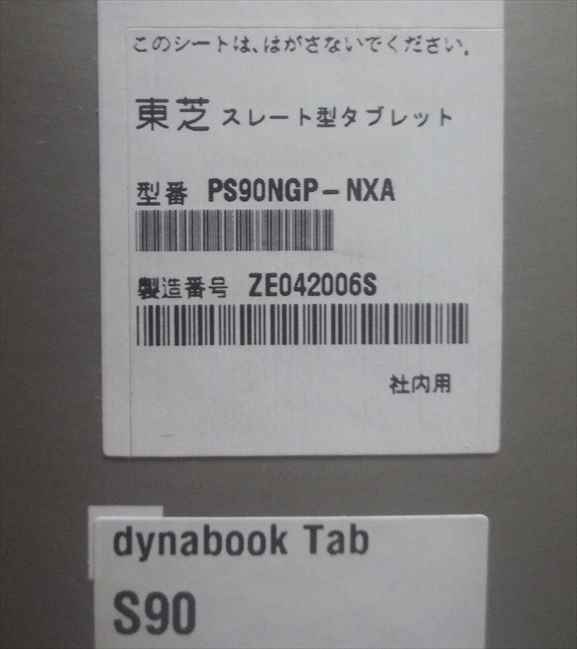 このシートは、はがさないでください。
東芝 スレート型タブレット
型番 PS90NGP-NXA
製造番号 ZE042006S
社内用
dynabook Tab
S90